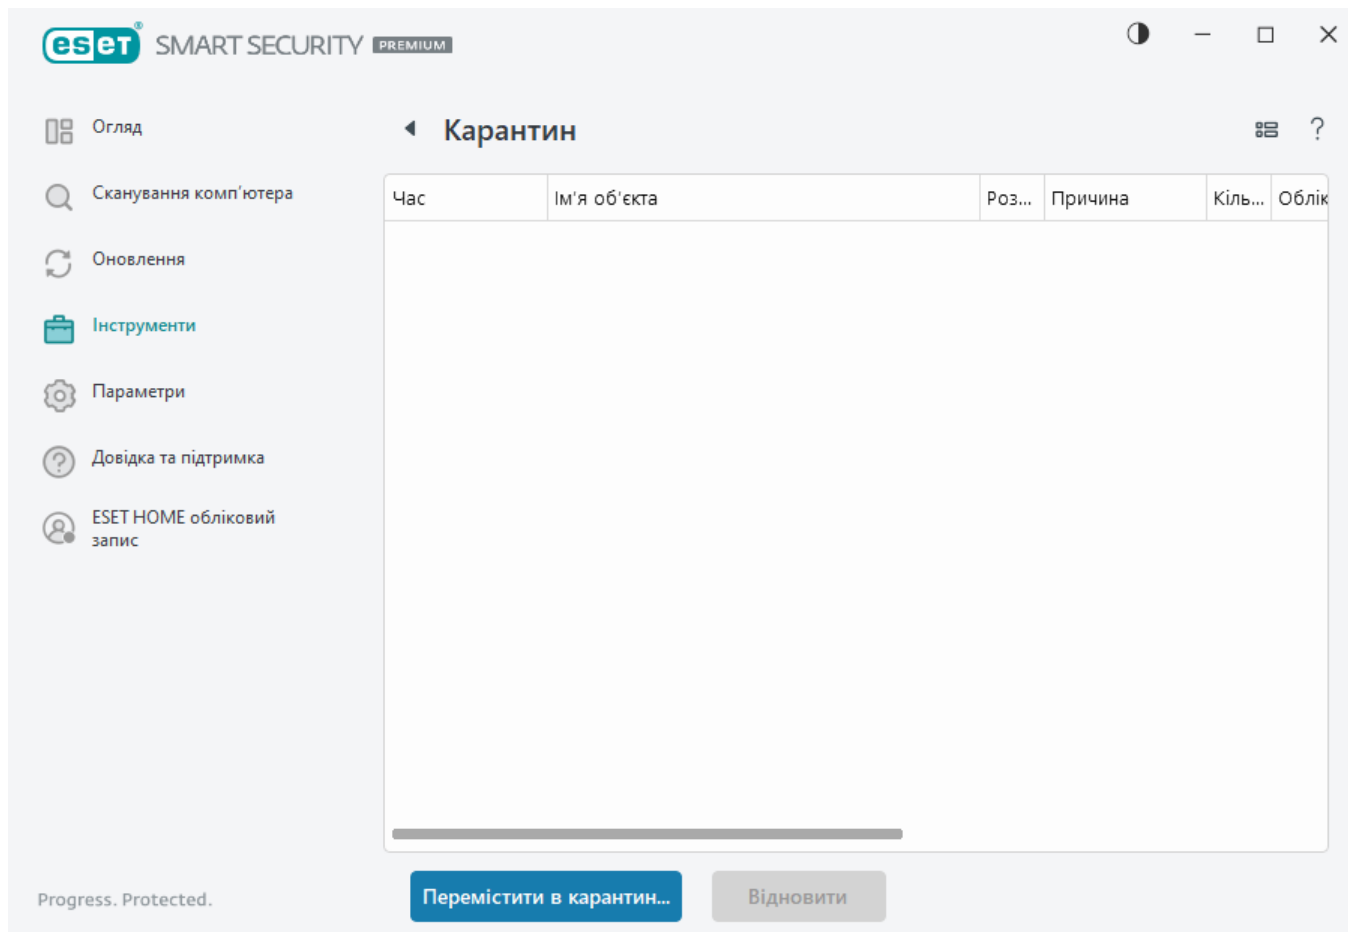 eseT® SMART SECURITY PREMIUM
Огляд
Сканування комп'ютера
Оновлення
Інструменти
Параметри
Довідка та підтримка
ESET HOME обліковий
запис
Progress. Protected.
Карантин
?
Час Ім'я об'єкта Роз... Причина Кіль... Облік
Перемістити в карантин... Відновити